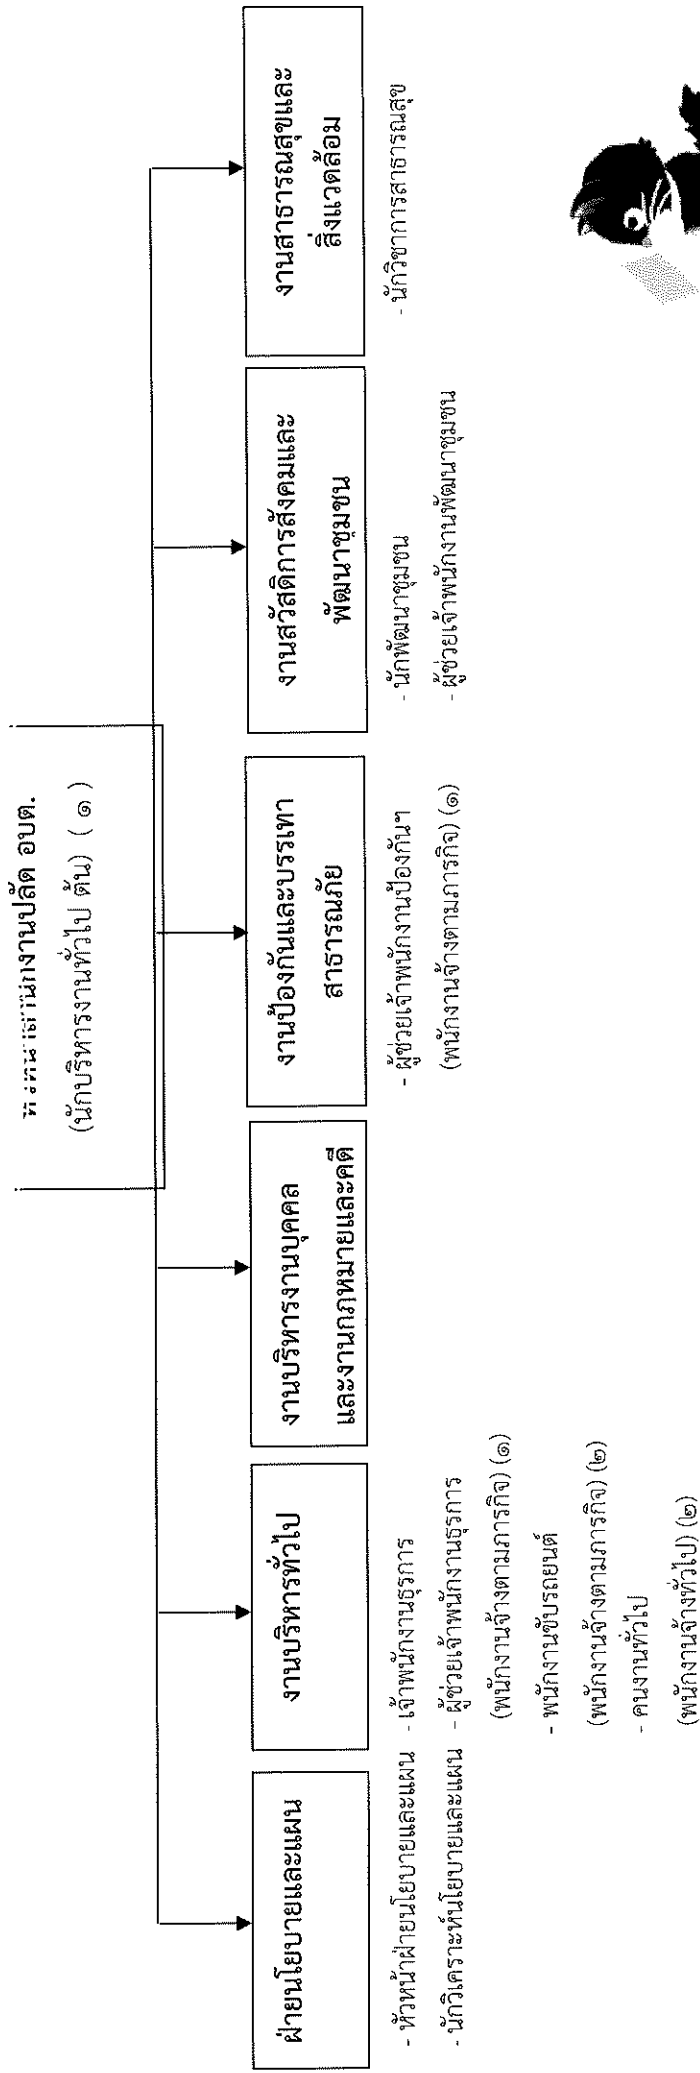 สำนักงานปลัด อบต.
(นักบริหารงานทั่วไป ต้น) ( ๑ )
ฝ่ายนโยบายและแผน
- หัวหน้าฝ่ายนโยบายและแผน
- นักวิเคราะห์นโยบายและแผน
งานบริหารทั่วไป
- เจ้าพนักงานธุรการ
- ผู้ช่วยเจ้าพนักงานธุรการ
(พนักงานจ้างตามภารกิจ) (๑)
- พนักงานขับรถยนต์
(พนักงานจ้างตามภารกิจ) (๒)
- คนงานทั่วไป
(พนักงานจ้างทั่วไป) (๒)
งานบริหารงานบุคคล
และงานกฎหมายและคดี
งานป้องกันและบรรเทา
สาธารณภัย
- ผู้ช่วยเจ้าพนักงานป้องกันฯ
(พนักงานจ้างตามภารกิจ) (๑)
งานสวัสดิการสังคมและ
พัฒนาชุมชน
- นักพัฒนาชุมชน
- ผู้ช่วยเจ้าพนักงานพัฒนาชุมชน
งานสาธารณสุขและ
สิ่งแวดล้อม
- นักวิชาการสาธารณสุข